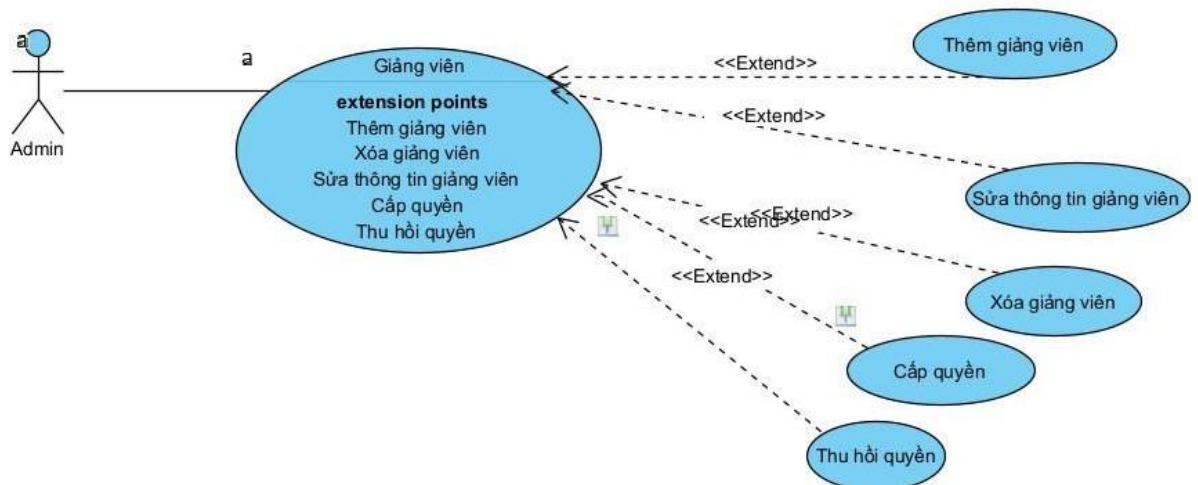 a
Admin
a
Giảng viên
extension points
Thêm giảng viên
Xóa giảng viên
Sửa thông tin giảng viên
Cấp quyền
Thu hồi quyền
<<Extend>>
Thêm giảng viên
<<Extend>>
Sửa thông tin giảng viên
<<Extend>>
<<Extend>>
Xóa giảng viên
<<Extend>>
Cấp quyền
Thu hồi quyền